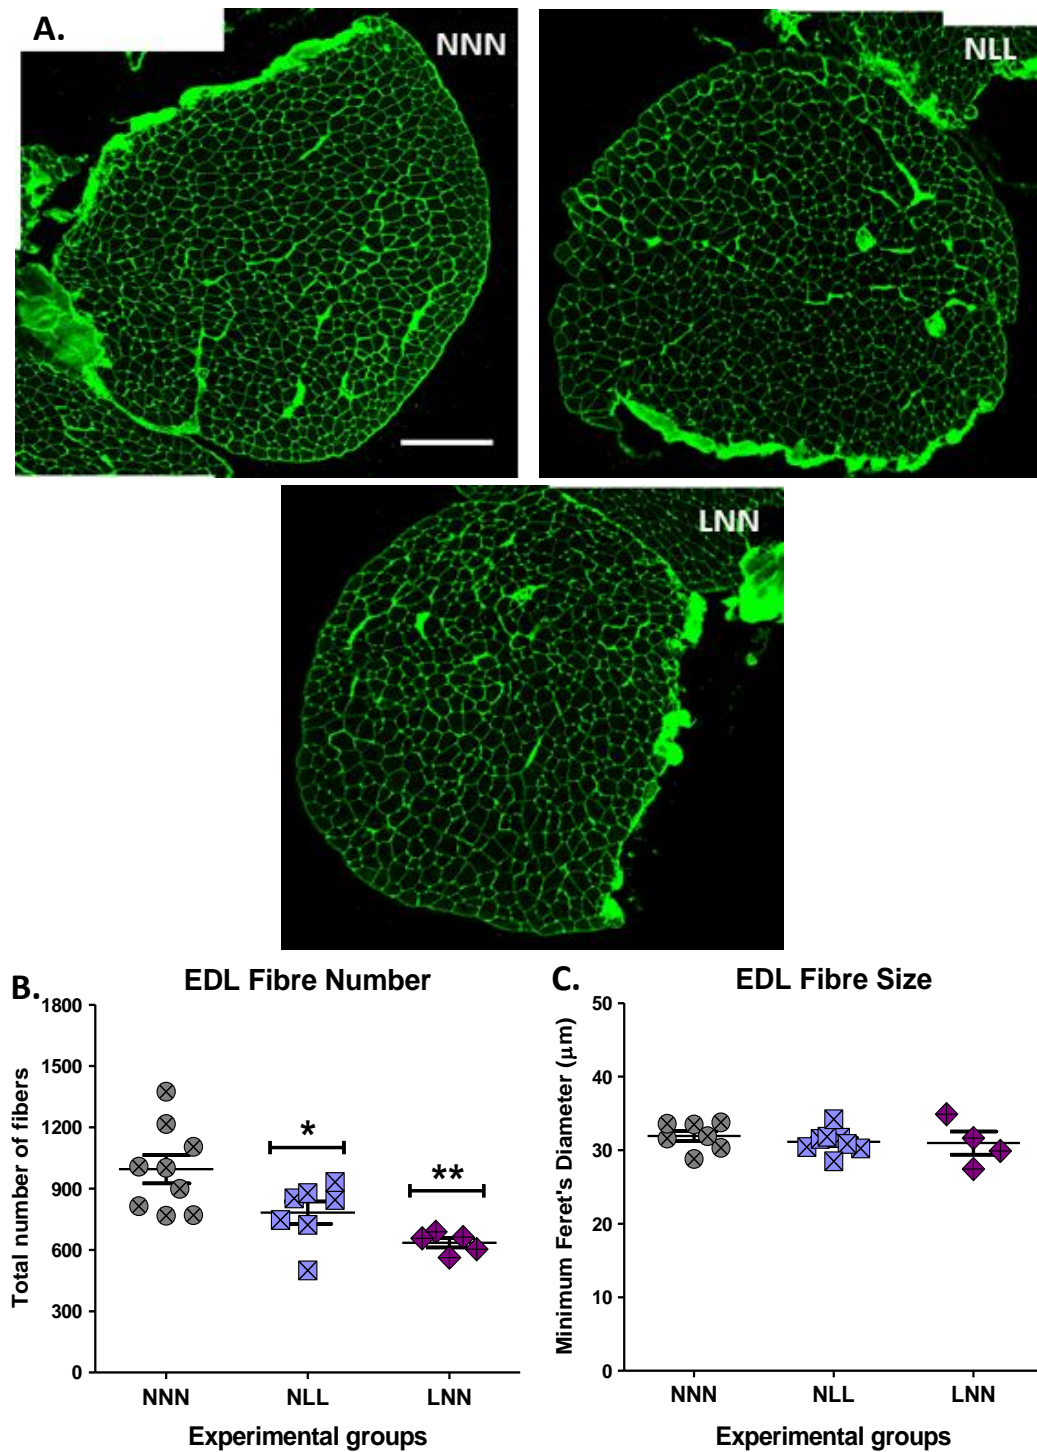 A.
NNN
NLL
LNN
B.
EDL Fibre Number
Total number of fibers
1800
1500
1200
900
600
300
0
*
**
NNN
NLL
LNN
Experimental groups
C.
EDL Fibre Size
Minimum Feret's Diameter (μm)
50
40
30
20
10
0
NNN
NLL
LNN
Experimental groups